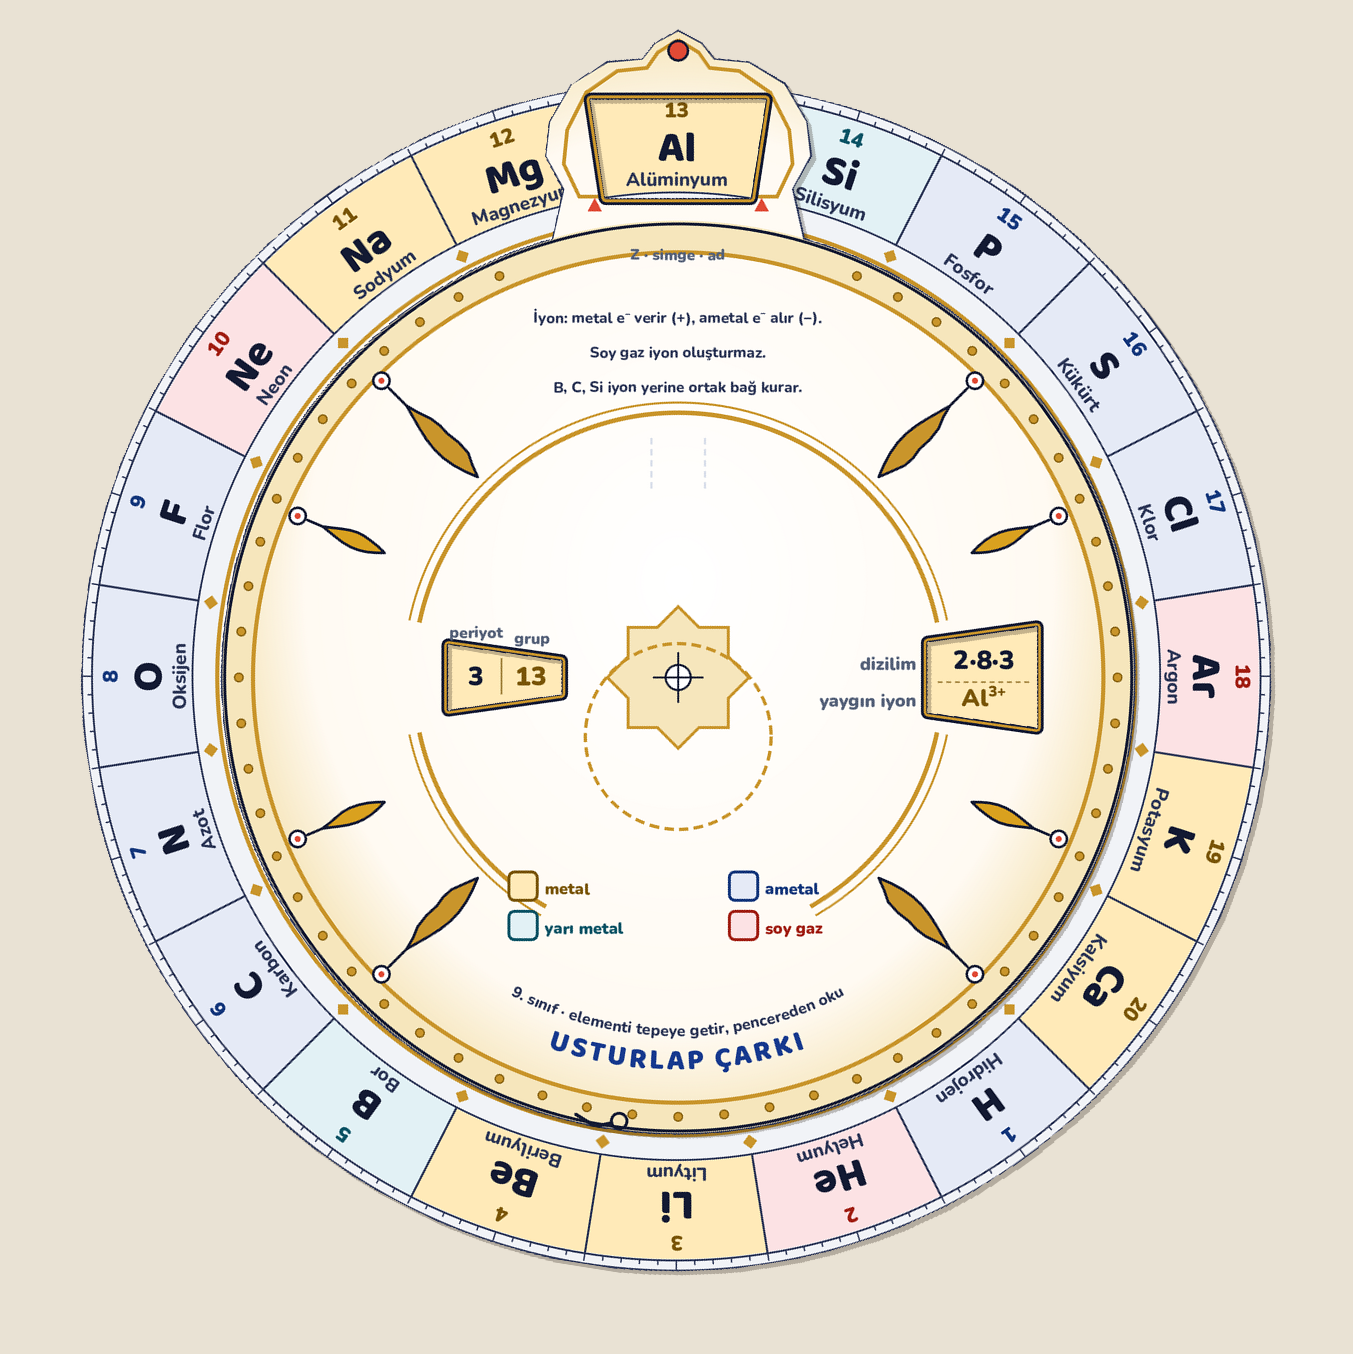 13
Al
Alüminyum
14
Si
Silisyum
15
P
Fosfor
16
S
Kükürt
17
Cl
Klor
18
Ar
Argon
19
K
Potasyum
20
Ca
Kalsiyum
1
H
Hidrojen
2
He
Helyum
3
Li
Lityum
4
Be
Berilyum
5
B
Bor
6
C
Karbon
7
N
Azot
8
O
Oksijen
9
F
Flor
10
Ne
Neon
11
Na
Sodyum
12
Mg
Magnezyu
Z · simge · ad
İyon: metal e⁻ verir (+), ametal e⁻ alır (−).
Soy gaz iyon oluşturmaz.
B, C, Si iyon yerine ortak bağ kurar.
periyot grup
3 13
dizilim 2·8·3
yaygın iyon Al³⁺
metal
ametal
yarı metal
soy gaz
9. sınıf · elementi tepeye getir, pencereden oku
USTURLAP ÇARKI